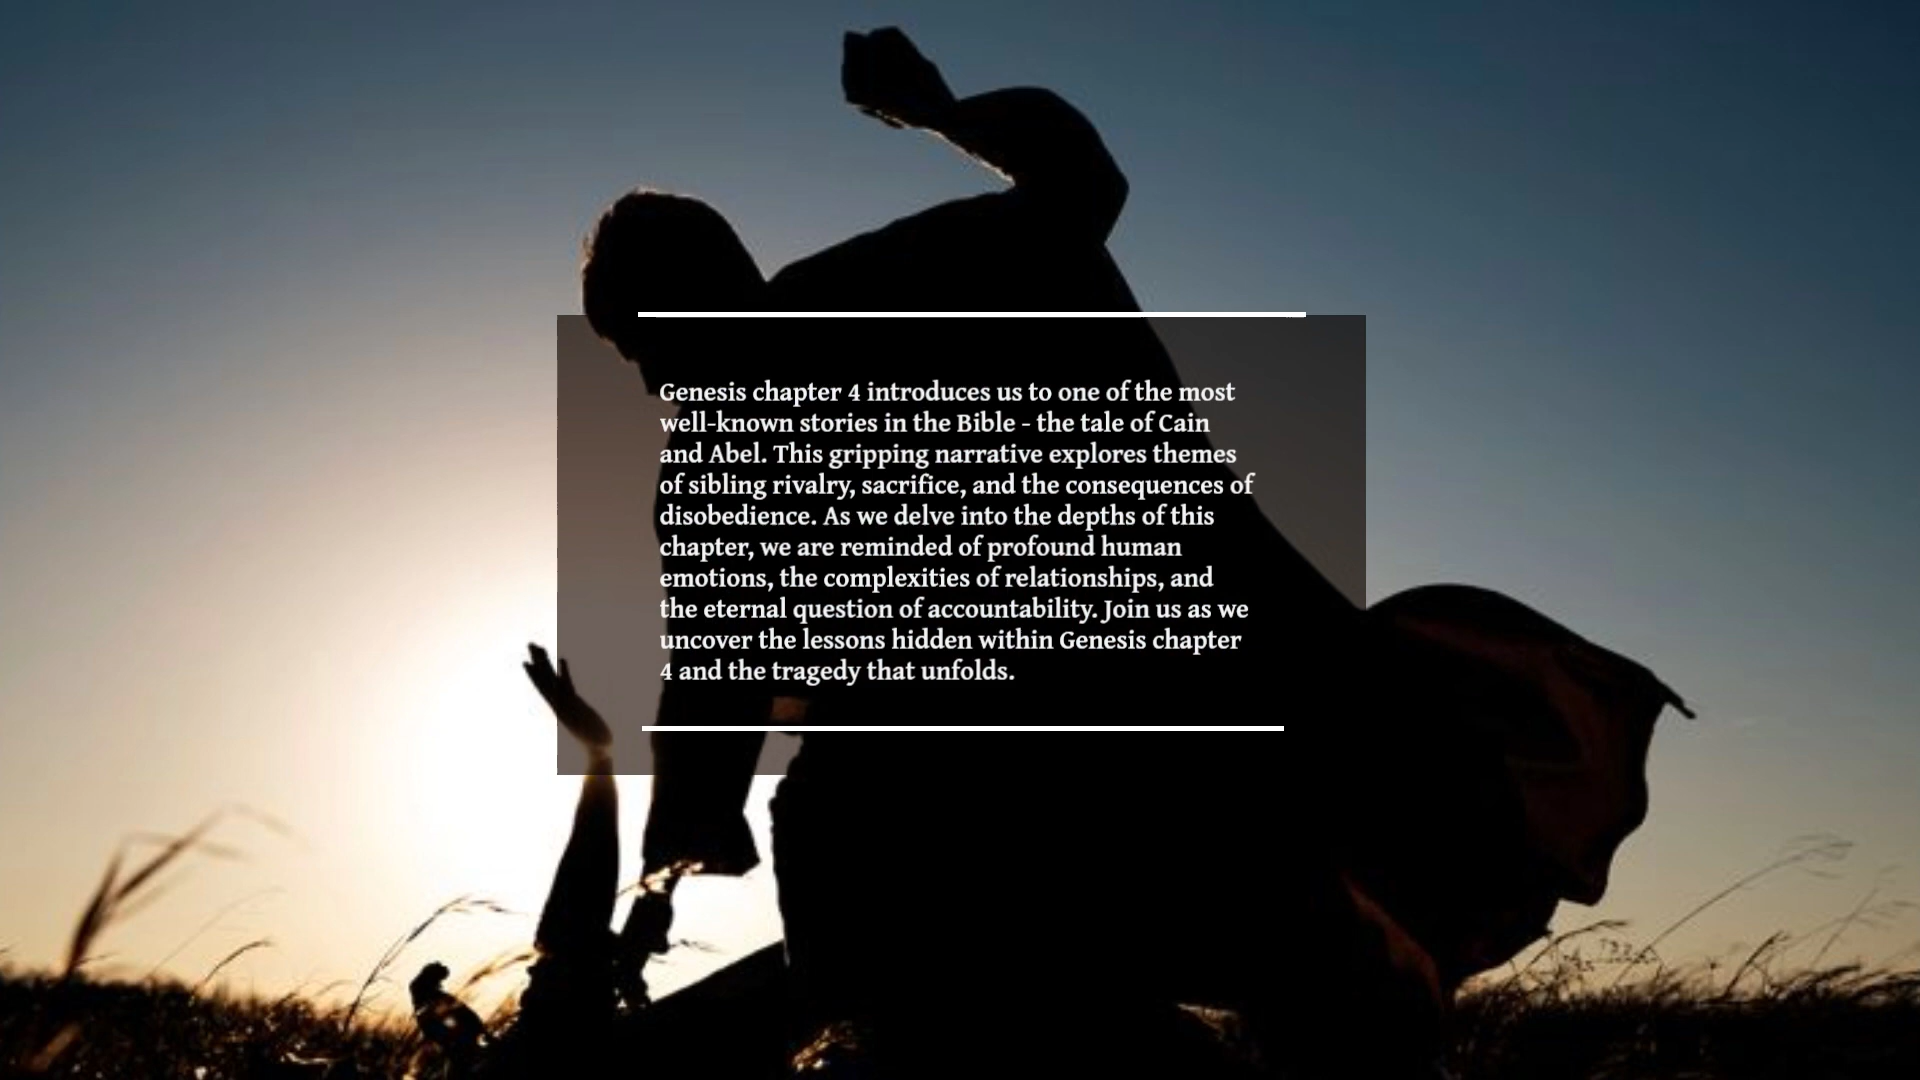 Genesis chapter 4 introduces us to one of the most
well-known stories in the Bible - the tale of Cain
and Abel. This gripping narrative explores themes
of sibling rivalry, sacrifice, and the consequences of
disobedience. As we delve into the depths of this
chapter, we are reminded of profound human
emotions, the complexities of relationships, and
the eternal question of accountability. Join us as we
uncover the lessons hidden within Genesis chapter
4 and the tragedy that unfolds.